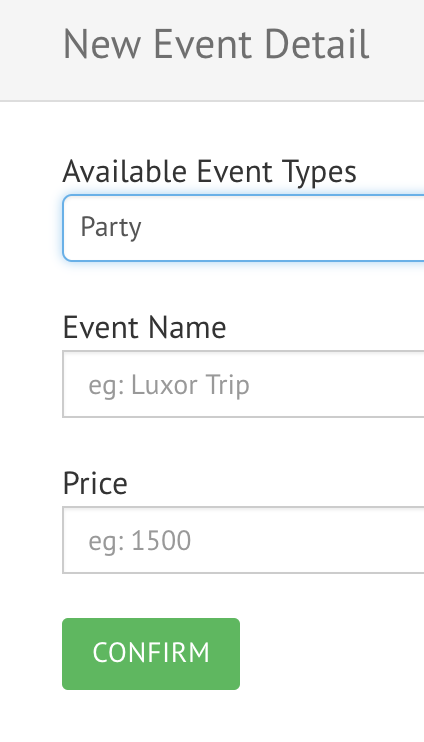 New Event Detail
Available Event Types
Party
Event Name
eg: Luxor Trip
Price
eg: 1500
CONFIRM